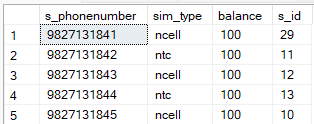 s_phonenumber sim_type balance s_id
1 9827131841 ncell 100 29
2 9827131842 ntc 100 11
3 9827131843 ncell 100 12
4 9827131844 ntc 100 13
5 9827131845 ncell 100 10